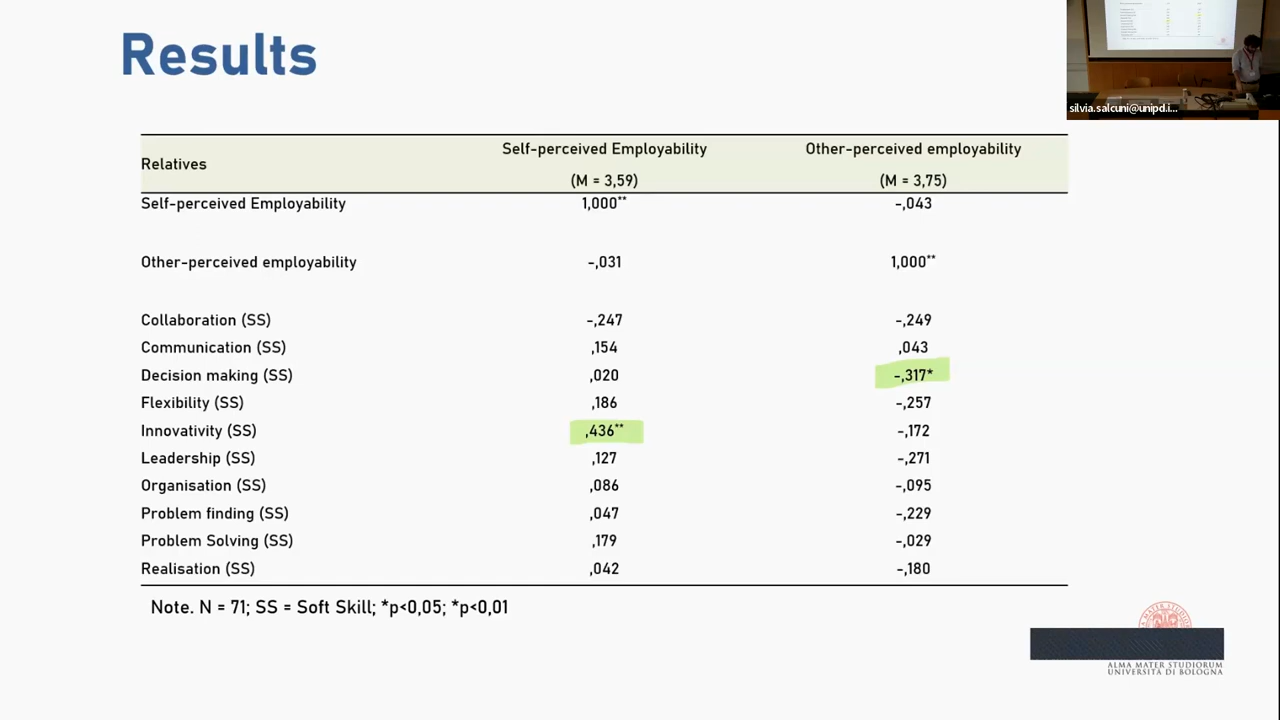 Results
silvia.salcuni@unipd.i...
Relatives Self-perceived Employability (M = 3,59) Other-perceived employability (M = 3,75)
Self-perceived Employability 1,000** -,043
Other-perceived employability -,031 1,000**
Collaboration (SS) -,247 -,249
Communication (SS) ,154 ,043
Decision making (SS) ,020 -,317*
Flexibility (SS) ,186 -,257
Innovativity (SS) ,436** -,172
Leadership (SS) ,127 -,271
Organisation (SS) ,086 -,095
Problem finding (SS) ,047 -,229
Problem Solving (SS) ,179 -,029
Realisation (SS) ,042 -,180
Note. N = 71; SS = Soft Skill; *p<0,05; *p<0,01
ALMA MATER STUDIORUM
UNIVERSITÀ DI BOLOGNA